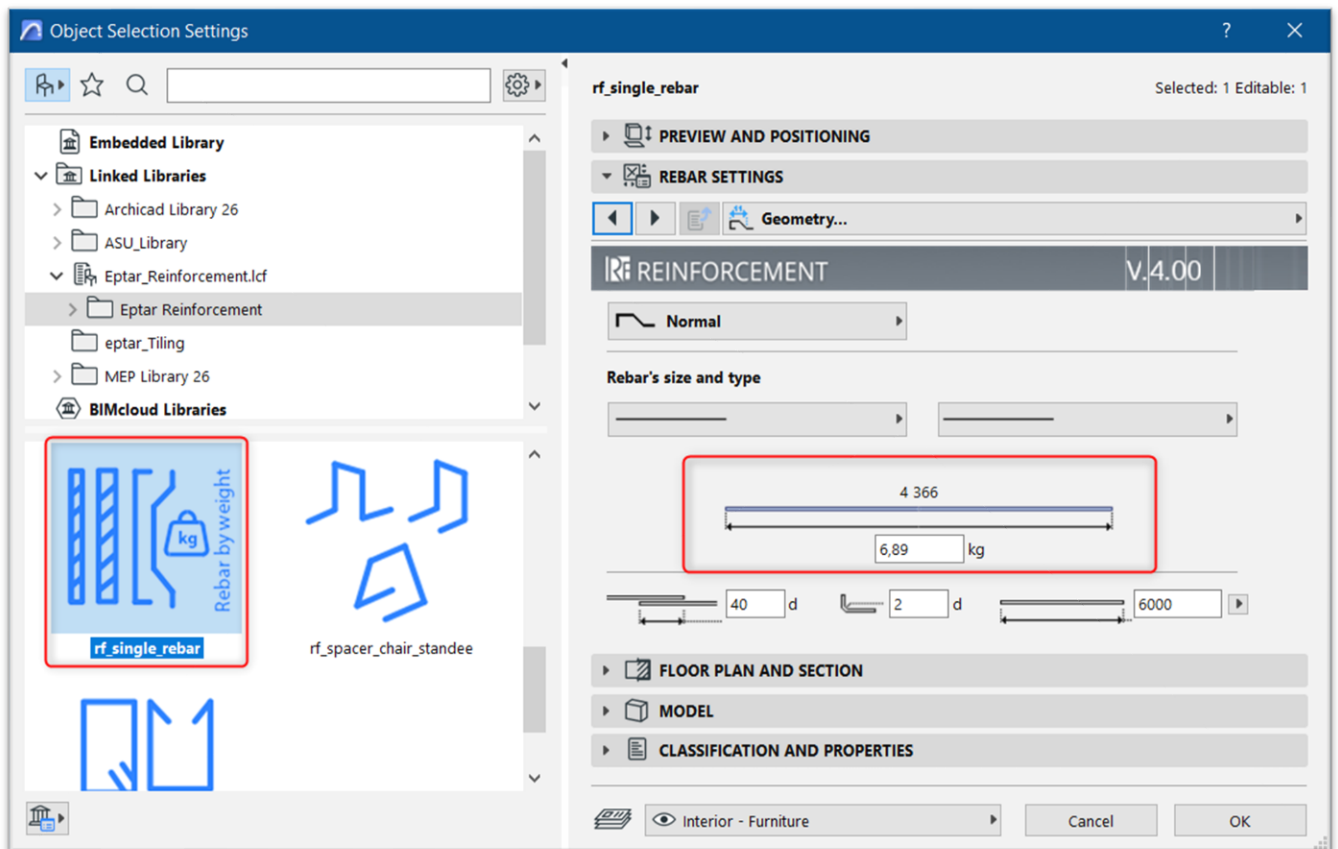 Object Selection Settings
?
rf_single_rebar
Selected: 1 Editable: 1
Embedded Library
Linked Libraries
Archicad Library 26
ASU_Library
Eptar_Reinforcement.lcf
Eptar Reinforcement
eptar_Tiling
MEP Library 26
BIMcloud Libraries
kg
Rebar by weight
rf_single_rebar
rf_spacer_chair_standee
PREVIEW AND POSITIONING
REBAR SETTINGS
Geometry...
RE REINFORCEMENT
V.4.00
Normal
Rebar's size and type
4 366
6,89 kg
40 d
2 d
6000
FLOOR PLAN AND SECTION
MODEL
CLASSIFICATION AND PROPERTIES
Interior - Furniture
Cancel
OK